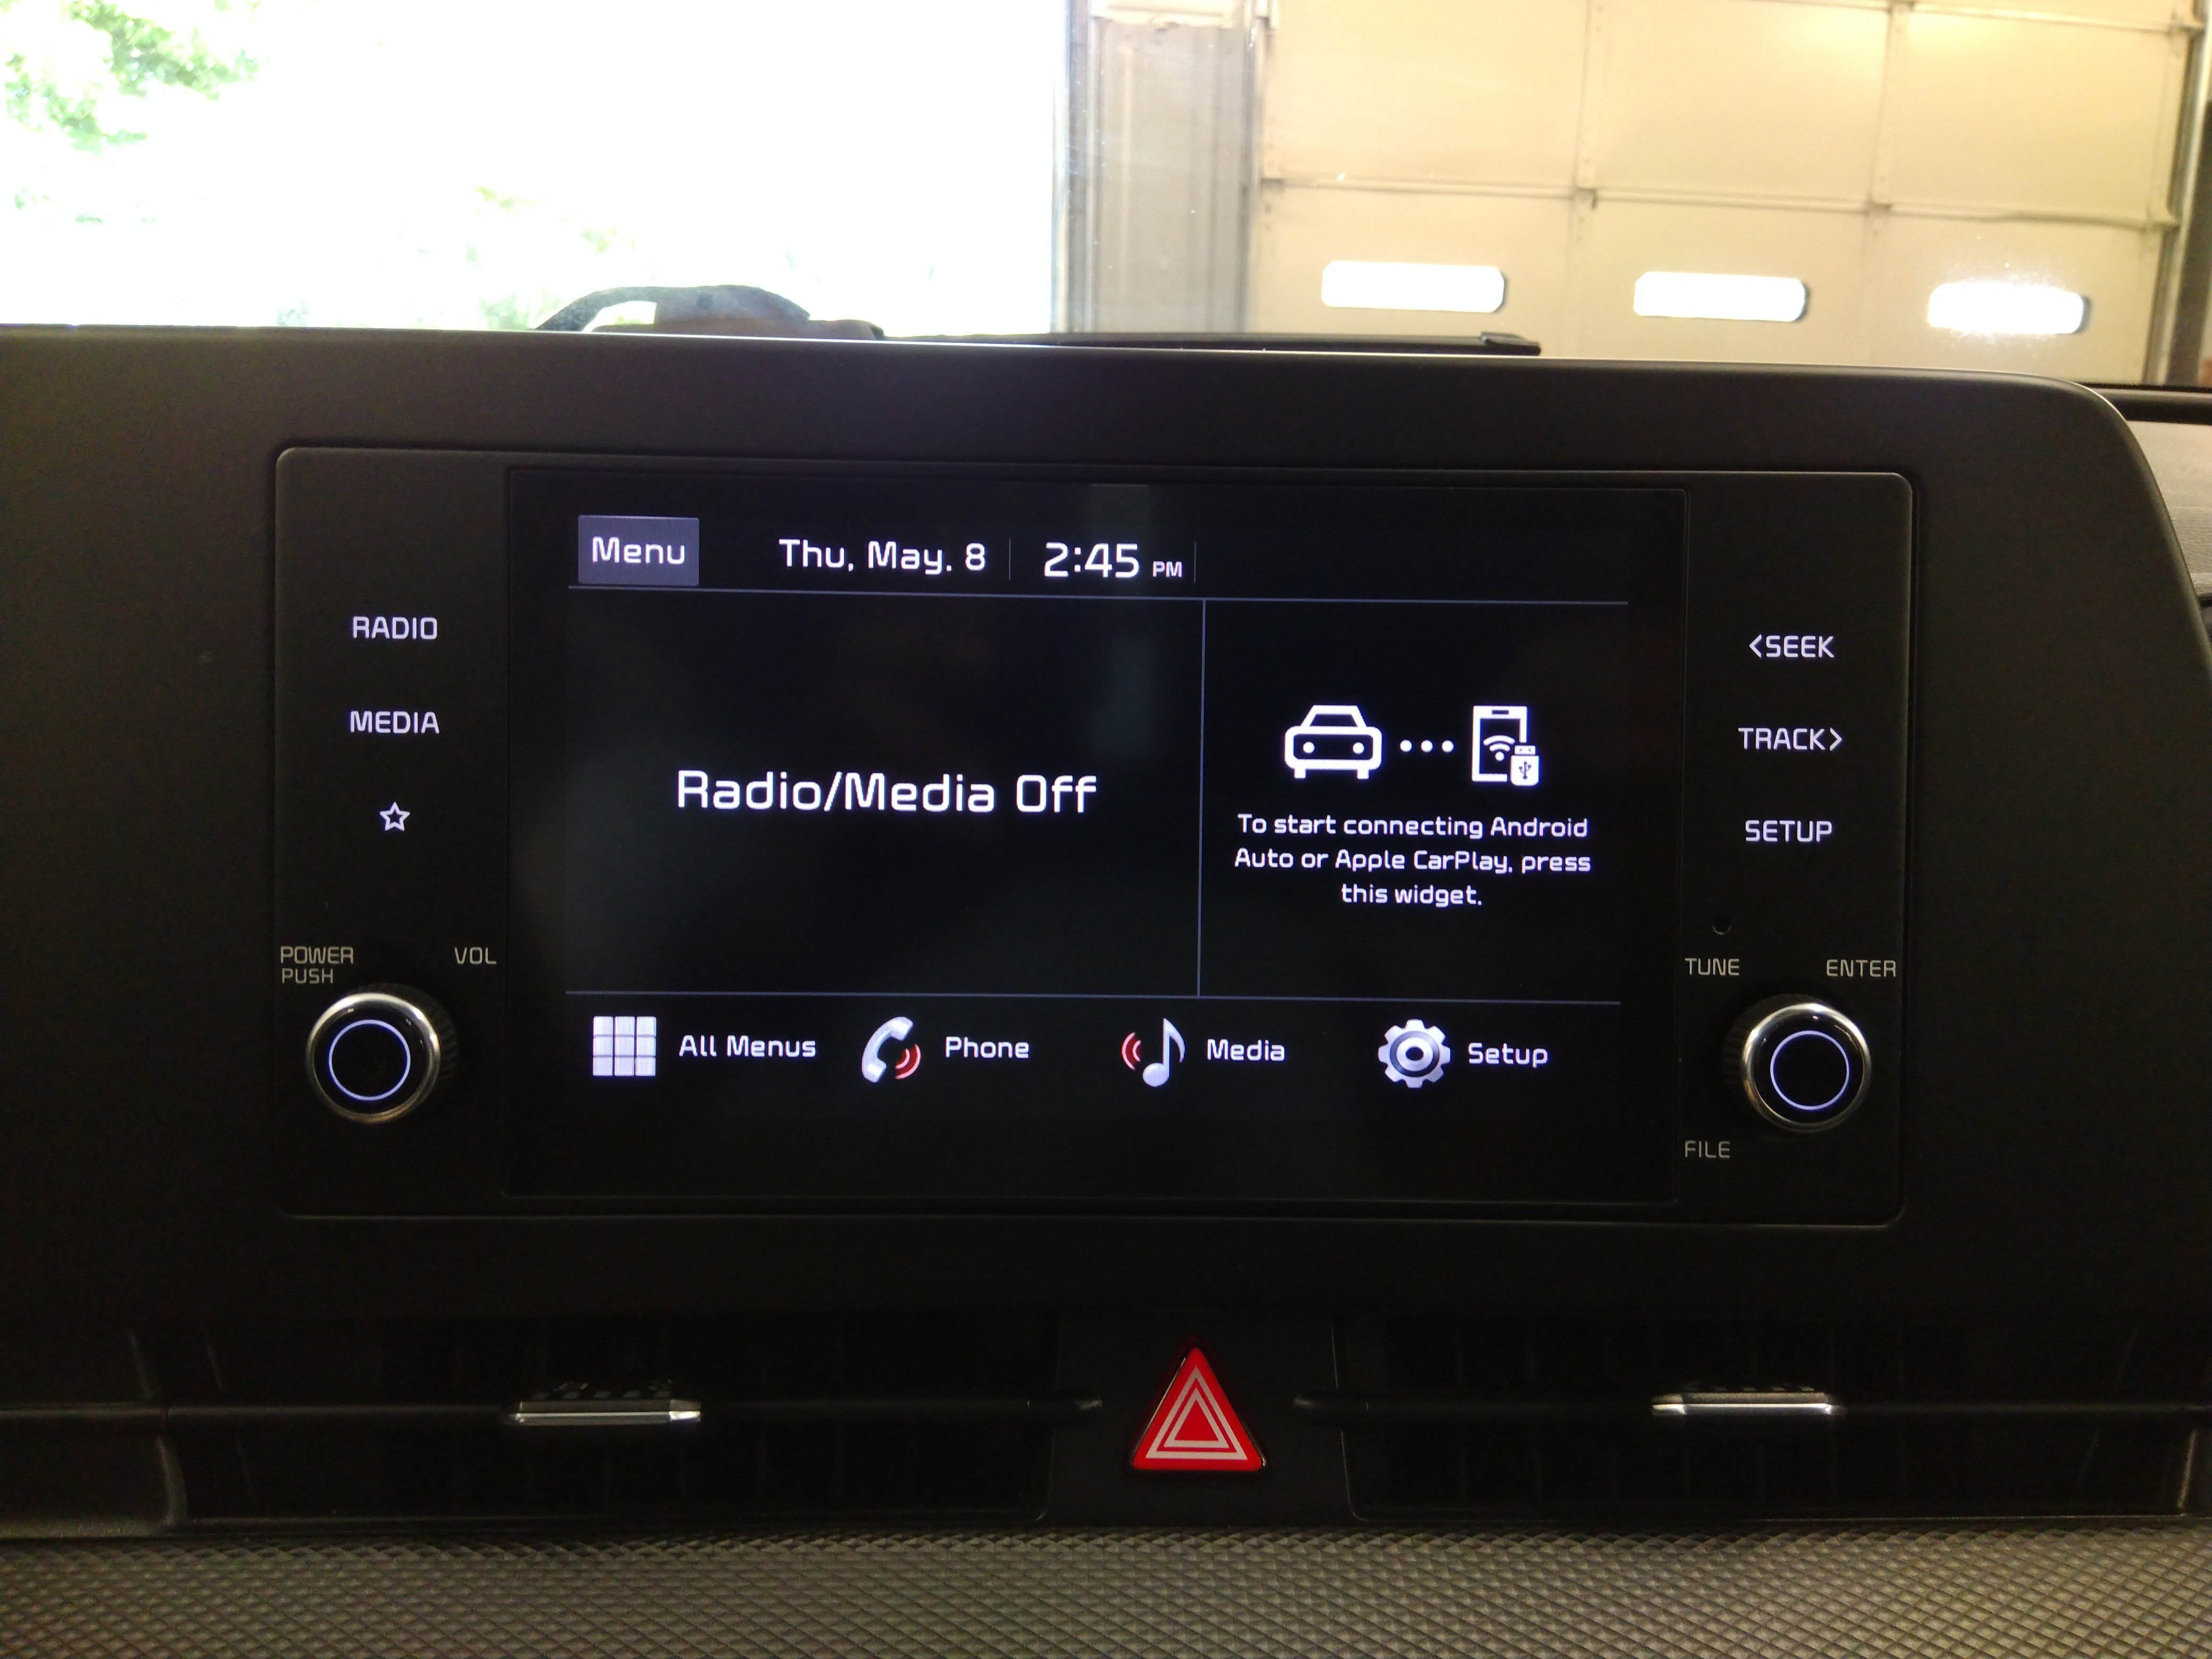 Menu
Thu, May. 8
2:45 PM
RADIO
MEDIA
POWER
PUSH
VOL
Radio/Media Off
To start connecting Android
Auto or Apple CarPlay, press
this widget.
All Menus
Phone
Media
Setup
<SEEK
TRACK>
SETUP
TUNE
ENTER
FILE